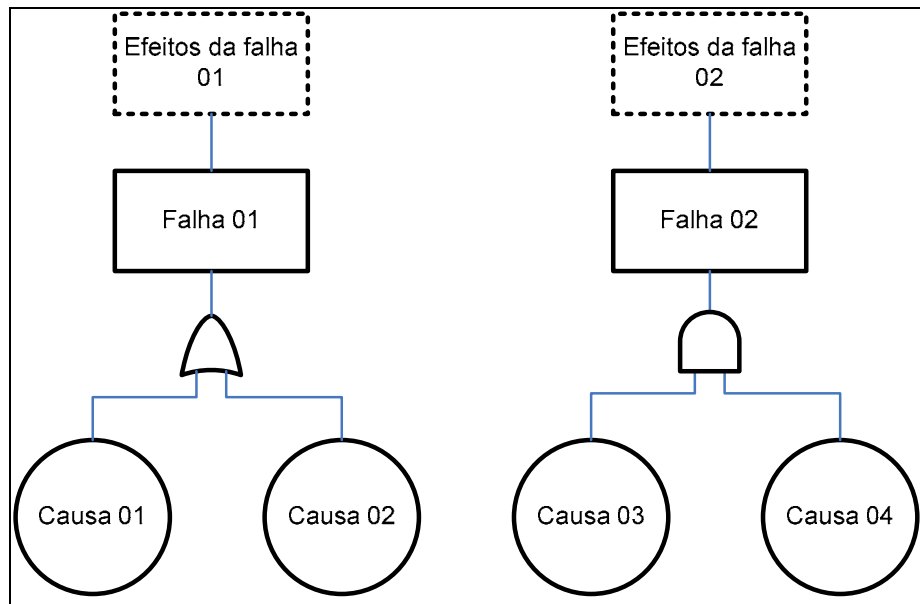 Efeitos da falha
01
Efeitos da falha
02
Falha 01
Falha 02
Causa 01
Causa 02
Causa 03
Causa 04